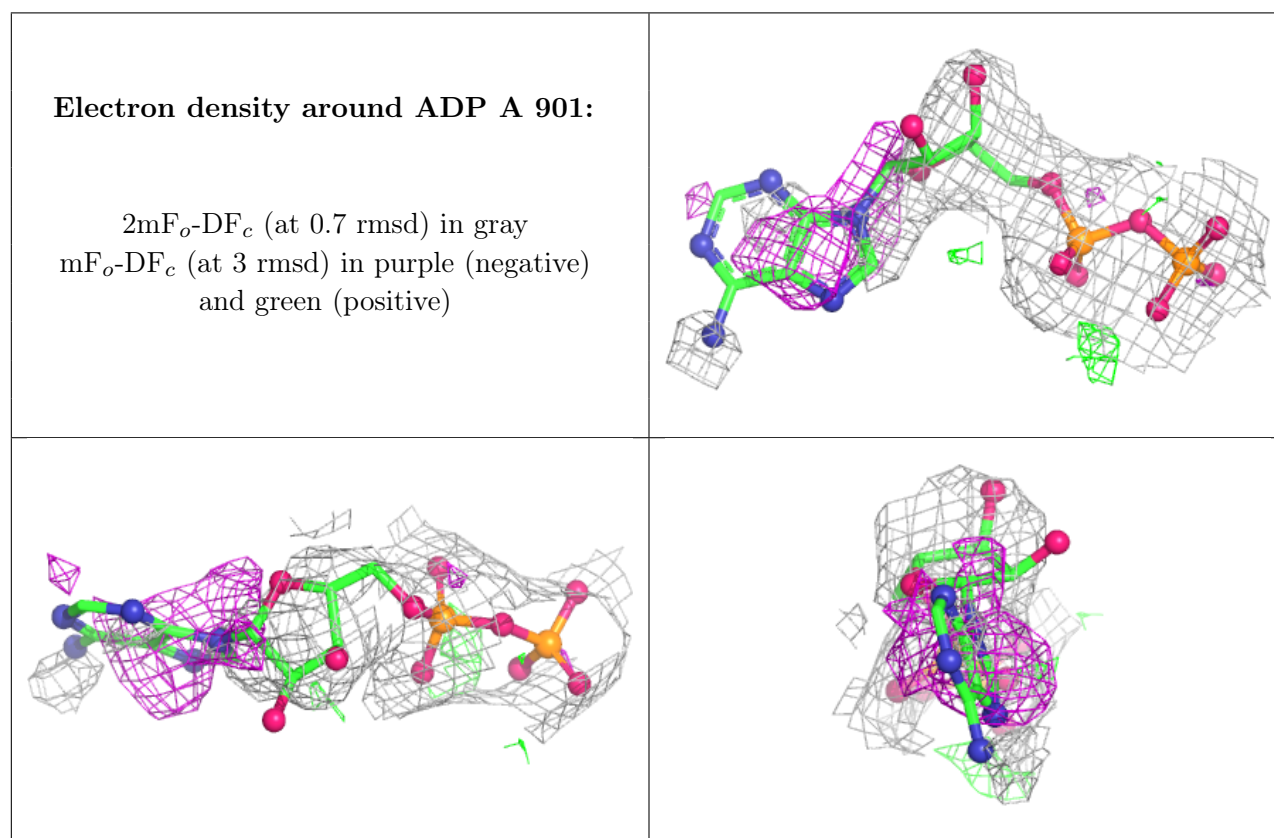 Electron density around ADP A 901:
2mFo-DFc (at 0.7 rmsd) in gray
mFo-DFc (at 3 rmsd) in purple (negative)
and green (positive)